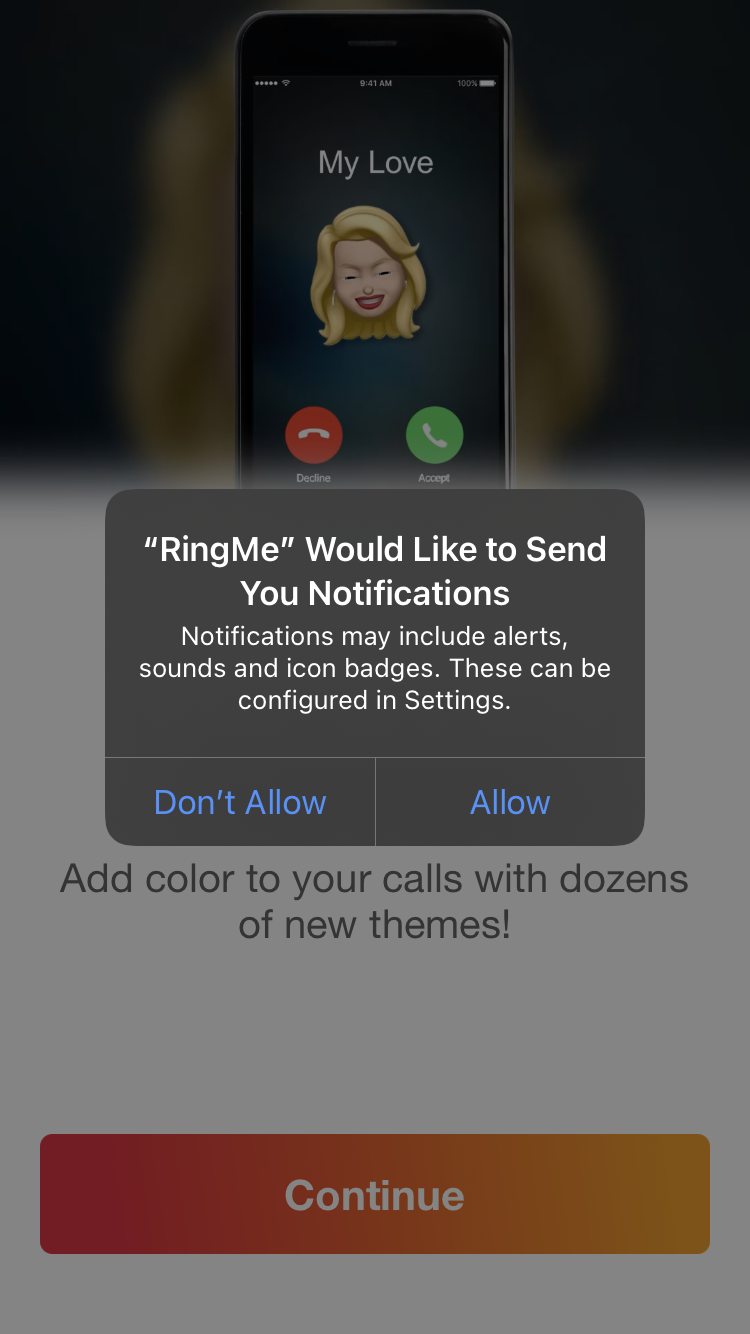 9:41 AM
100%
My Love
Decline
Accept
“RingMe” Would Like to Send
You Notifications
Notifications may include alerts,
sounds and icon badges. These can be
configured in Settings.
Don’t Allow
Allow
Add color to your calls with dozens
of new themes!
Continue